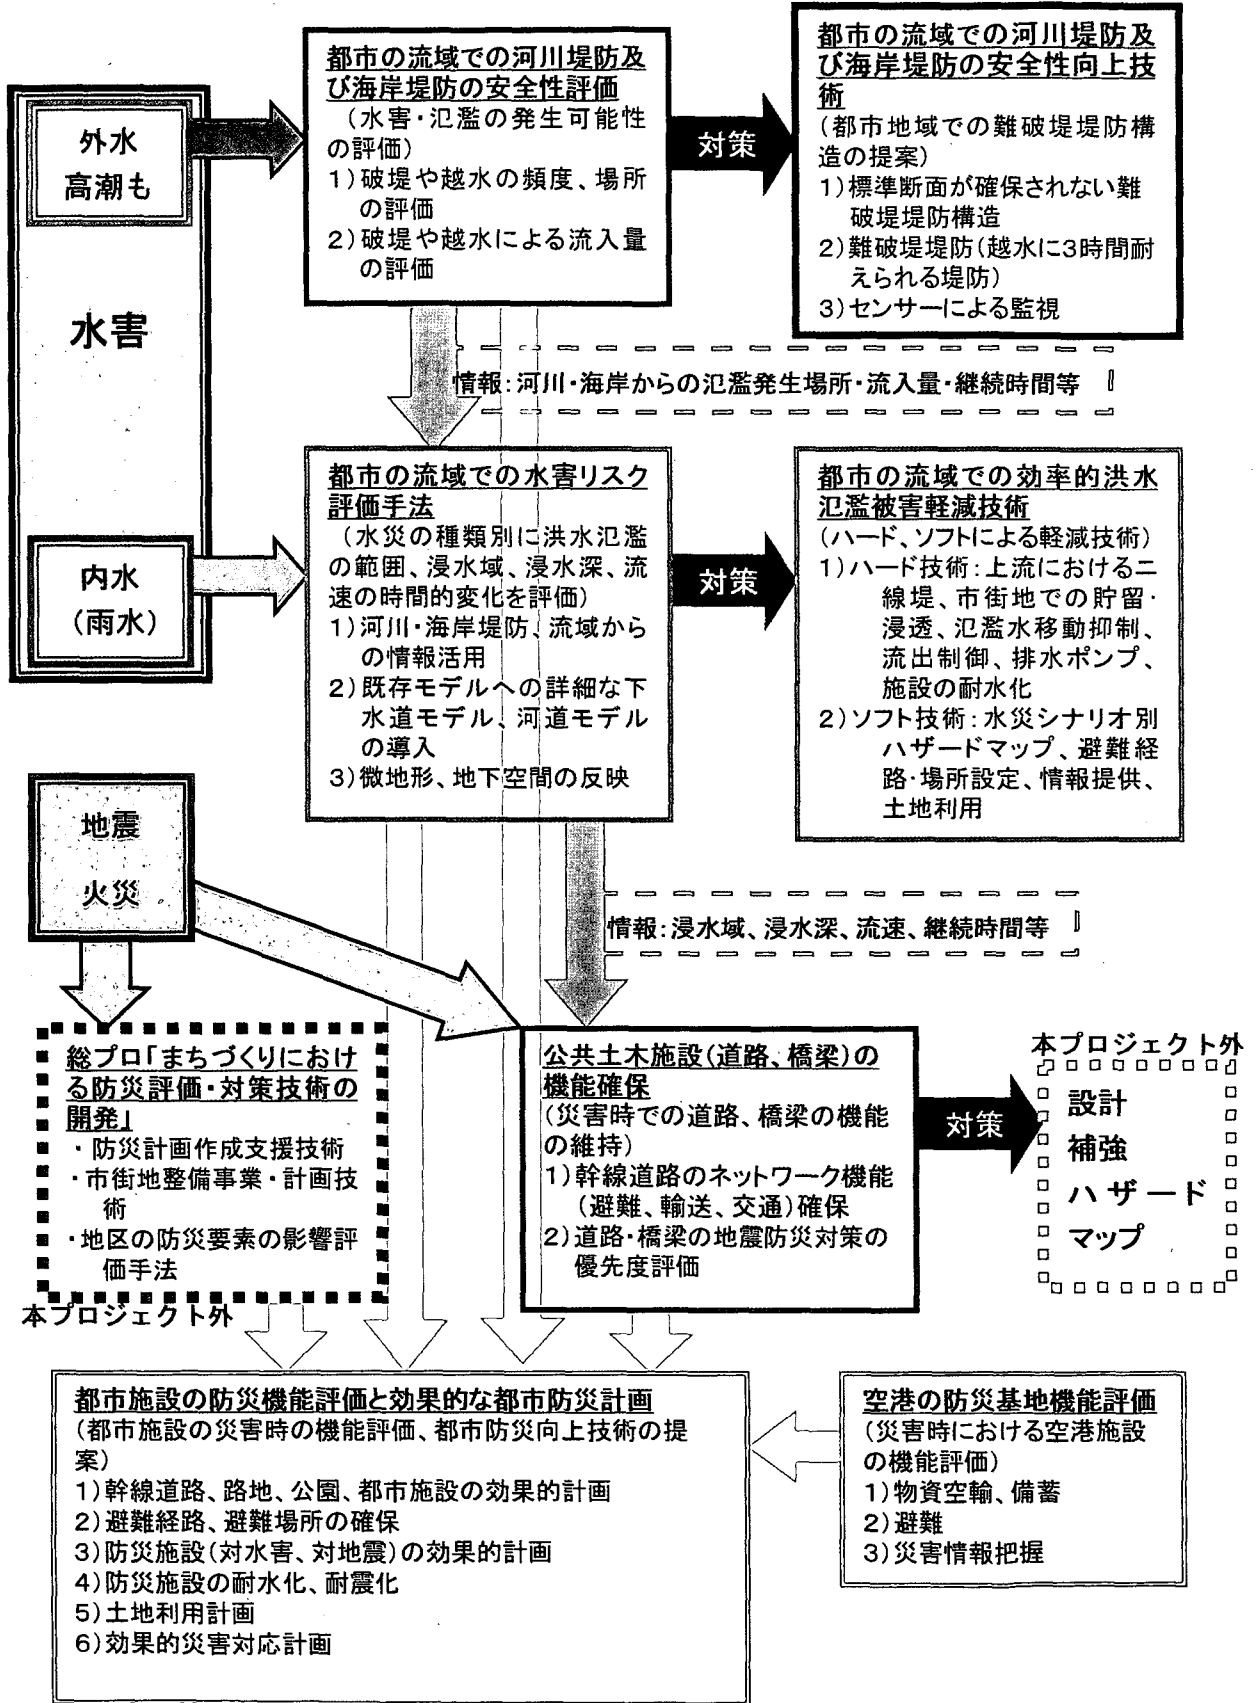 外水
高潮も
水害
内水
(雨水)
都市の流域での河川堤防及
び海岸堤防の安全性評価
(水害・氾濫の発生可能性
の評価)
1)破堤や越水の頻度、場所
の評価
2)破堤や越水による流入量
の評価
対策
都市の流域での河川堤防及
び海岸堤防の安全性向上技
術
(都市地域での難破堤堤防構
造の提案)
1)標準断面が確保されない難
破堤堤防構造
2)難破堤堤防(越水に3時間耐
えられる堤防)
3)センサーによる監視
情報:河川・海岸からの氾濫発生場所・流入量・継続時間等
都市の流域での水害リスク
評価手法
(水災の種類別に洪水氾濫
の範囲、浸水域、浸水深、流
速の時間的変化を評価)
1)河川・海岸堤防、流域から
の情報活用
2)既存モデルへの詳細な下
水道モデル、河道モデル
の導入
3)微地形、地下空間の反映
対策
都市の流域での効率的洪水
氾濫被害軽減技術
(ハード、ソフトによる軽減技術)
1)ハード技術:上流における二
線堤、市街地での貯留・
浸透、氾濫水移動抑制、
流出制御、排水ポンプ、
施設の耐水化
2)ソフト技術:水災シナリオ別
ハザードマップ、避難経
路・場所設定、情報提供、
土地利用
地震
火災
情報:浸水域、浸水深、流速、継続時間等
総プロ「まちづくりにおけ
る防災評価・対策技術の
開発」
・防災計画作成支援技術
・市街地整備事業・計画技
術
・地区の防災要素の影響評
価手法
本プロジェクト外
公共土木施設(道路、橋梁)の
機能確保
(災害時での道路、橋梁の機能
の維持)
1)幹線道路のネットワーク機能
(避難、輸送、交通)確保
2)道路・橋梁の地震防災対策の
優先度評価
対策
本プロジェクト外
設計
補強
ハザード
マップ
都市施設の防災機能評価と効果的な都市防災計画
(都市施設の災害時の機能評価、都市防災向上技術の提
案)
1)幹線道路、路地、公園、都市施設の効果的計画
2)避難経路、避難場所の確保
3)防災施設(対水害、対地震)の効果的計画
4)防災施設の耐水化、耐震化
5)土地利用計画
6)効果的災害対応計画
空港の防災基地機能評価
(災害時における空港施設
の機能評価)
1)物資空輸、備蓄
2)避難
3)災害情報把握